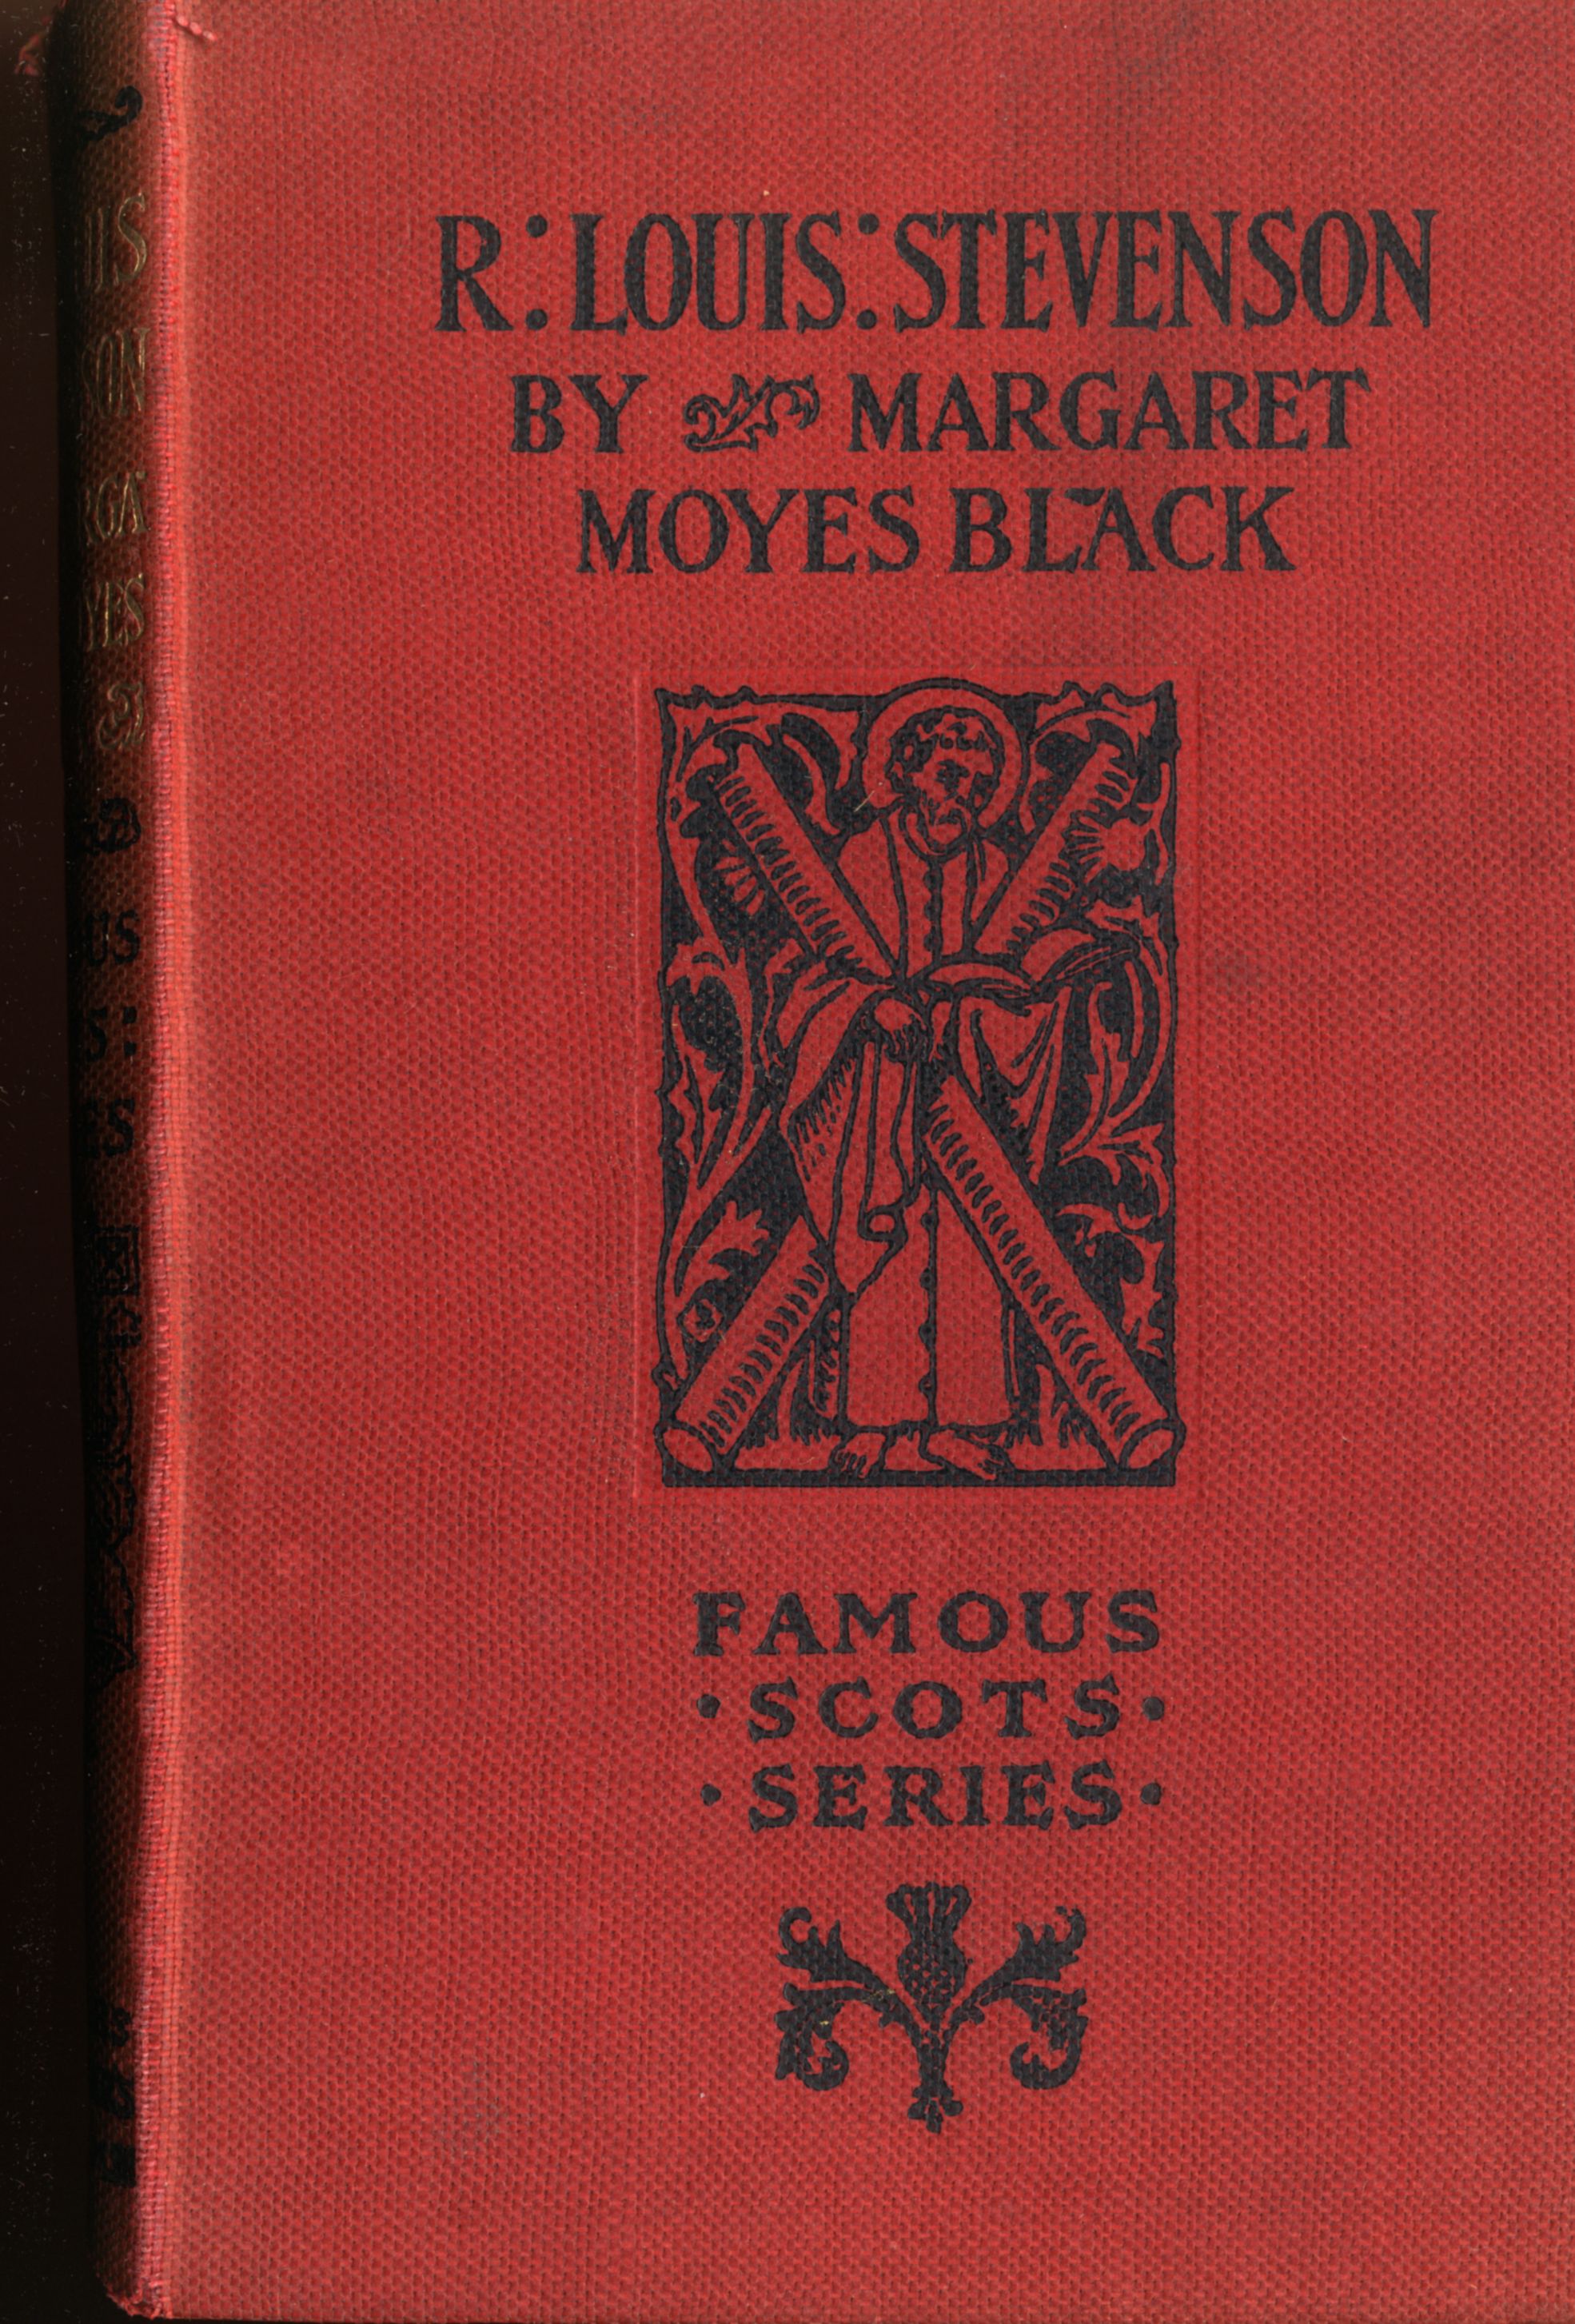 R:LOUIS:STEVENSON
BY MARGARET
MOYES BLACK
FAMOUS
·SCOTS·
·SERIES·